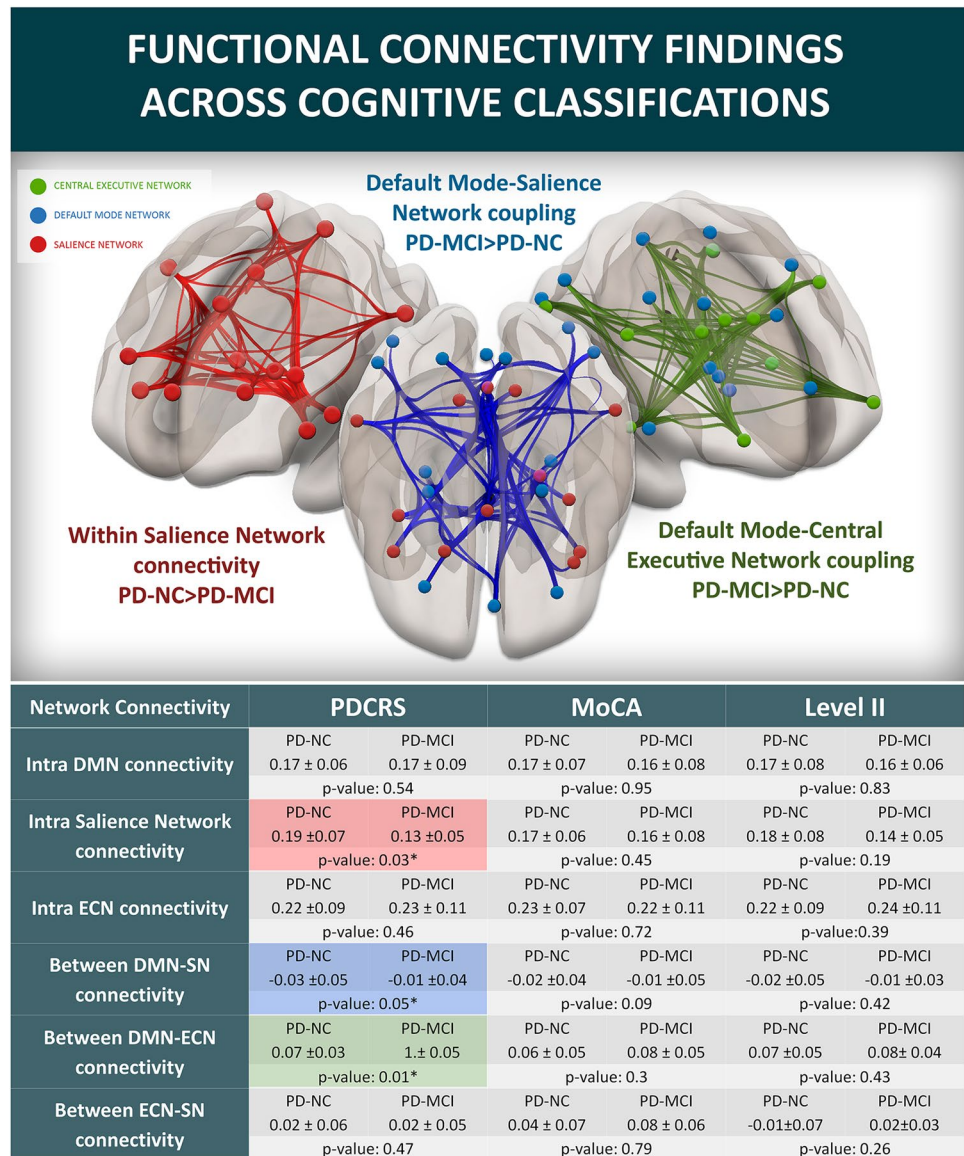 FUNCTIONAL CONNECTIVITY FINDINGS
ACROSS COGNITIVE CLASSIFICATIONS
CENTRAL EXECUTIVE NETWORK
DEFAULT MODE NETWORK
SALIENCE NETWORK
Default Mode-Salience
Network coupling
PD-MCI>PD-NC
Within Salience Network
connectivity
PD-NC>PD-MCI
Default Mode-Central
Executive Network coupling
PD-MCI>PD-NC
Network Connectivity PDCRS MoCA Level II
Intra DMN connectivity
PD-NC PD-MCI PD-NC PD-MCI PD-NC PD-MCI
0.17 ± 0.06 0.17 ± 0.09 0.17 ± 0.07 0.16 ± 0.08 0.17 ± 0.08 0.16 ± 0.06
p-value: 0.54 p-value: 0.95 p-value: 0.83
Intra Salience Network
connectivity
PD-NC PD-MCI PD-NC PD-MCI PD-NC PD-MCI
0.19 ±0.07 0.13 ±0.05 0.17 ± 0.06 0.16 ± 0.08 0.18 ± 0.08 0.14 ± 0.05
p-value: 0.03* p-value: 0.45 p-value: 0.19
Intra ECN connectivity
PD-NC PD-MCI PD-NC PD-MCI PD-NC PD-MCI
0.22 ±0.09 0.23 ± 0.11 0.23 ± 0.07 0.22 ± 0.11 0.22 ± 0.09 0.24 ±0.11
p-value: 0.46 p-value: 0.72 p-value:0.39
Between DMN-SN
connectivity
PD-NC PD-MCI PD-NC PD-MCI PD-NC PD-MCI
-0.03 ±0.05 -0.01 ±0.04 -0.02 ±0.04 -0.01 ±0.05 -0.02 ±0.05 -0.01 ±0.03
p-value: 0.05* p-value: 0.09 p-value: 0.42
Between DMN-ECN
connectivity
PD-NC PD-MCI PD-NC PD-MCI PD-NC PD-MCI
0.07 ±0.03 1.± 0.05 0.06 ± 0.05 0.08 ± 0.05 0.07 ±0.05 0.08± 0.04
p-value: 0.01* p-value: 0.3 p-value: 0.43
Between ECN-SN
connectivity
PD-NC PD-MCI PD-NC PD-MCI PD-NC PD-MCI
0.02 ± 0.06 0.02 ± 0.05 0.04 ± 0.07 0.08 ± 0.06 -0.01±0.07 0.02±0.03
p-value: 0.47 p-value: 0.79 p-value: 0.26